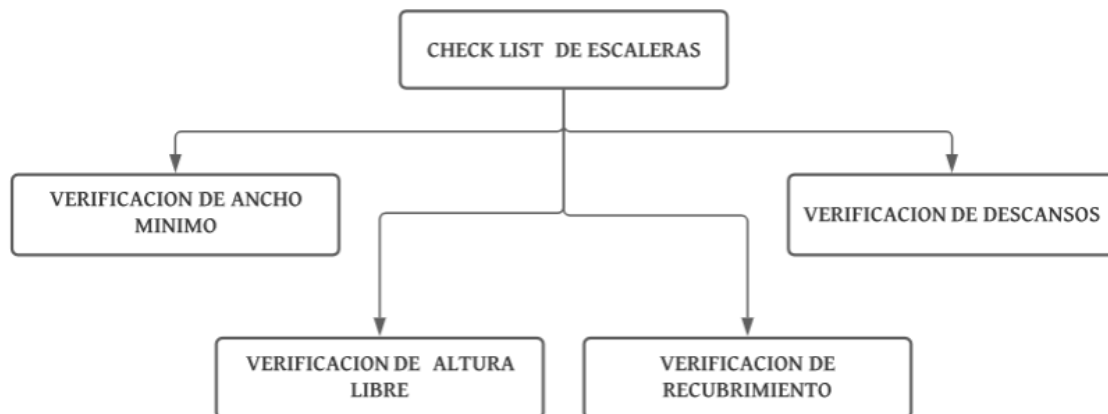 CHECK LIST DE ESCALERAS
VERIFICACION DE ANCHO
MINIMO
VERIFICACION DE DESCANSOS
VERIFICACION DE ALTURA
LIBRE
VERIFICACION DE
RECUBRIMIENTO